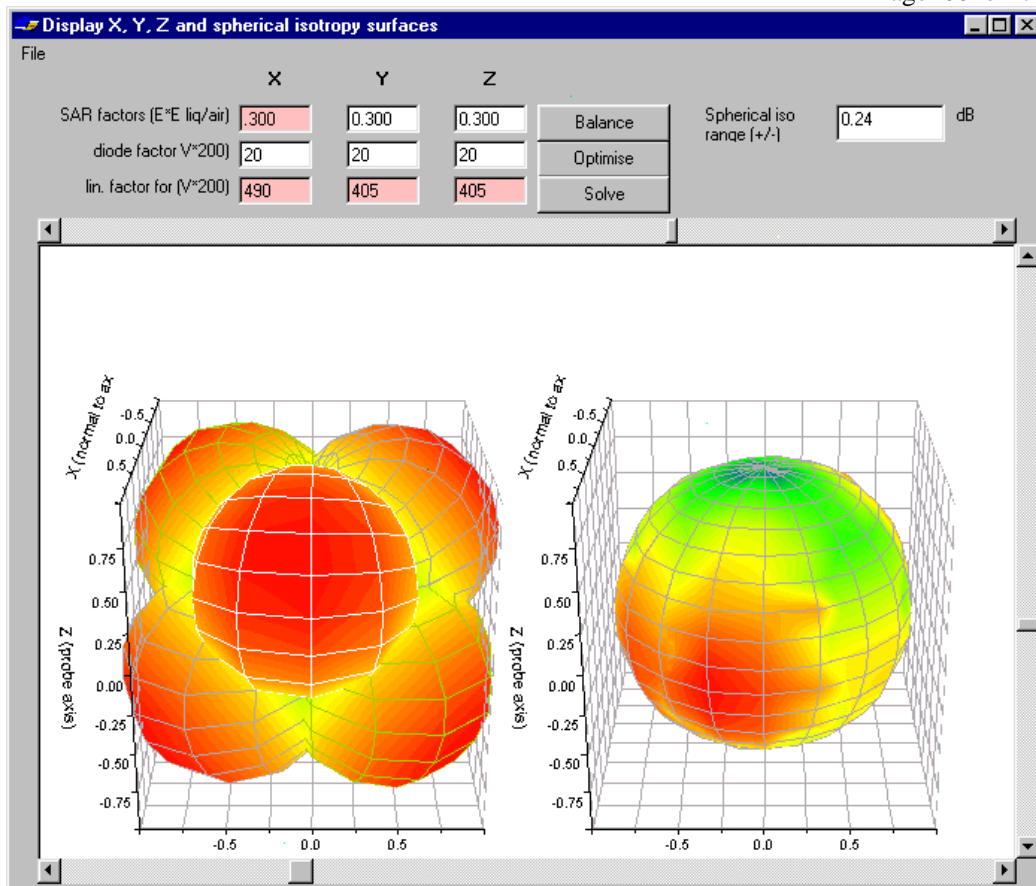 Display X, Y, Z and spherical isotropy surfaces
File
X Y Z
SAR factors (E*E liq/air) .300 0.300 0.300 Balance Spherical iso range (+/-) 0.24 dB
diode factor V*200) 20 20 20 Optimise
lin. factor for (V*200) 490 405 405 Solve
X (normal to ax
-0.5
0.0
0.5
0.75
0.50
0.25
0.00
-0.25
-0.50
-0.75
Z (probe axis)
-0.5 0.0 0.5
X (normal to ax
-0.5
0.0
0.5
0.75
0.50
0.25
0.00
-0.25
-0.50
-0.75
Z (probe axis)
-0.5 0.0 0.5